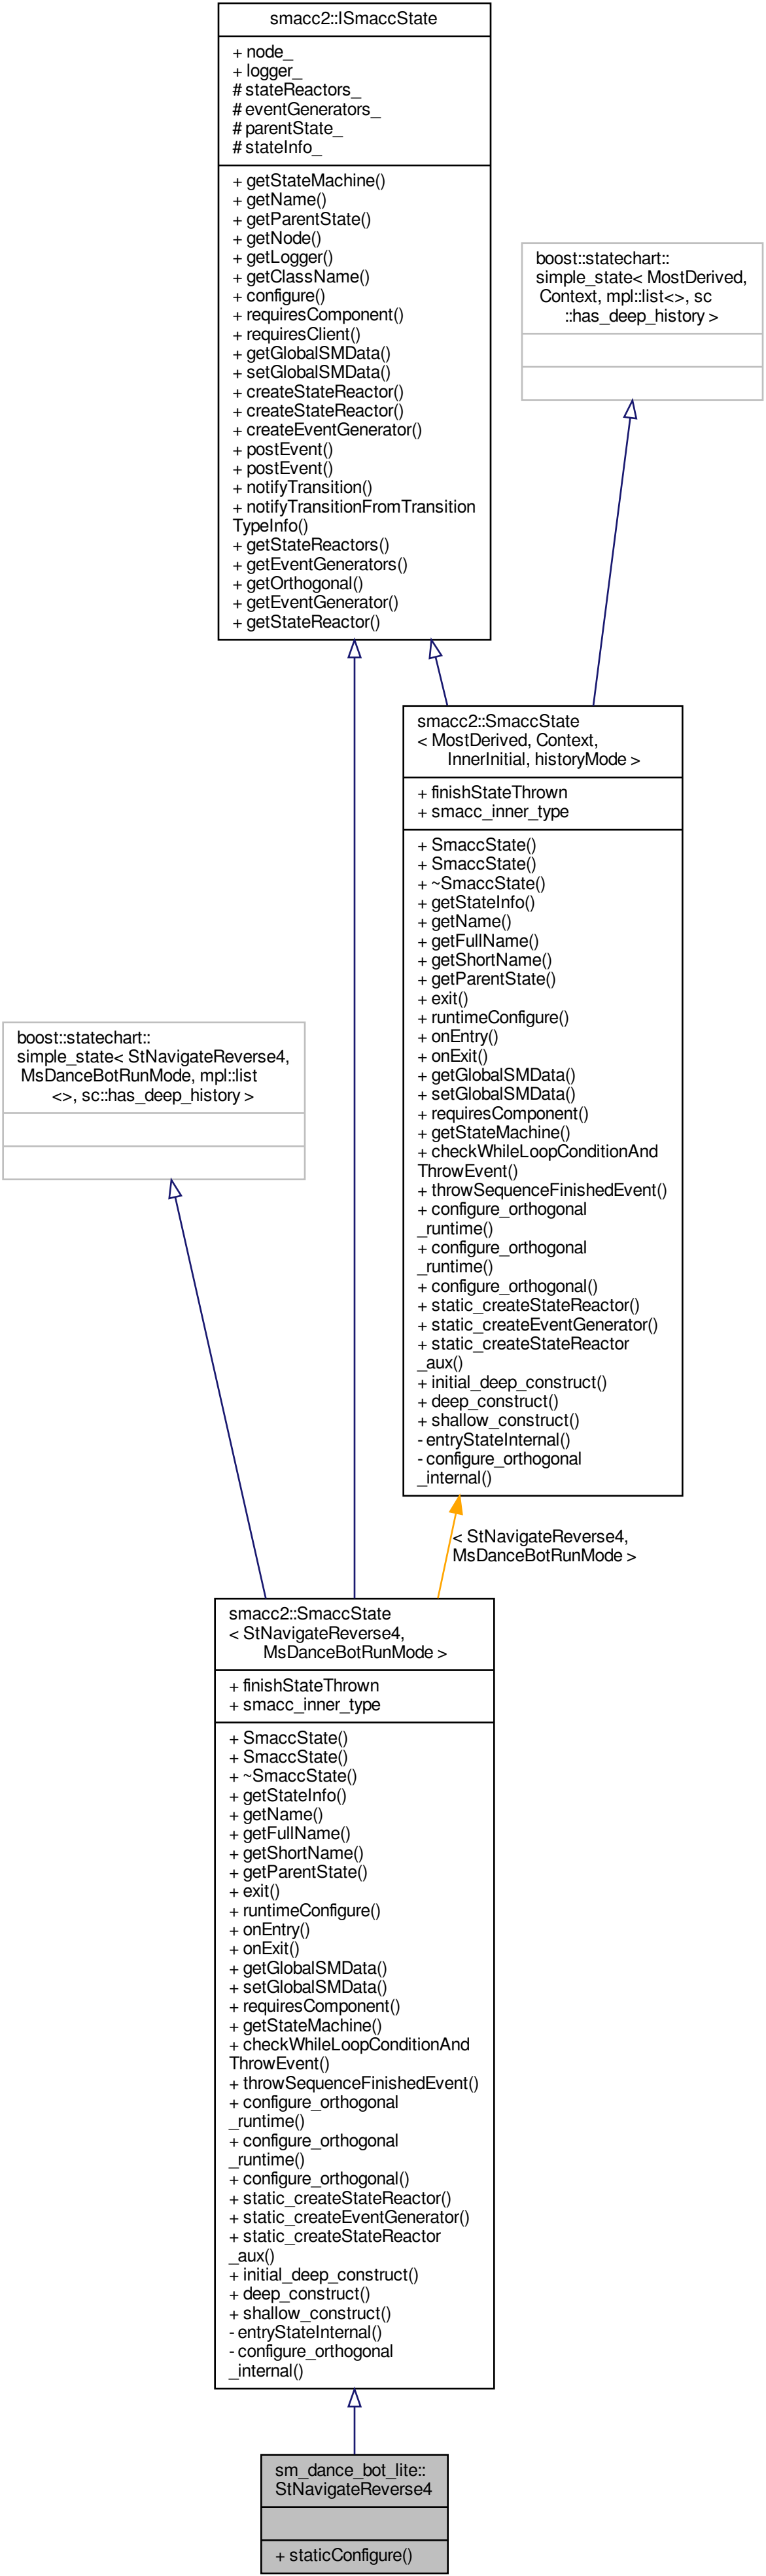 smacc2::ISmaccState
+ node_
+ logger_
# stateReactors_
# eventGenerators_
# parentState_
# stateInfo_
+ getStateMachine()
+ getName()
+ getParentState()
+ getNode()
+ getLogger()
+ getClassName()
+ configure()
+ requiresComponent()
+ requiresClient()
+ getGlobalSMData()
+ setGlobalSMData()
+ createStateReactor()
+ createStateReactor()
+ createEventGenerator()
+ postEvent()
+ postEvent()
+ notifyTransition()
+ notifyTransitionFromTransition
TypeInfo()
+ getStateReactors()
+ getEventGenerators()
+ getOrthogonal()
+ getEventGenerator()
+ getStateReactor()
boost::statechart::
simple_state< MostDerived,
Context, mpl::list<>, sc
::has_deep_history >
smacc2::SmaccState
< MostDerived, Context,
InnerInitial, historyMode >
+ finishStateThrown
+ smacc_inner_type
+ SmaccState()
+ SmaccState()
+ ~SmaccState()
+ getStateInfo()
+ getName()
+ getFullName()
+ getShortName()
+ getParentState()
+ exit()
+ runtimeConfigure()
+ onEntry()
+ onExit()
+ getGlobalSMData()
+ setGlobalSMData()
+ requiresComponent()
+ getStateMachine()
+ checkWhileLoopConditionAnd
ThrowEvent()
+ throwSequenceFinishedEvent()
+ configure_orthogonal
_runtime()
+ configure_orthogonal
_runtime()
+ configure_orthogonal()
+ static_createStateReactor()
+ static_createEventGenerator()
+ static_createStateReactor
_aux()
+ initial_deep_construct()
+ deep_construct()
+ shallow_construct()
- entryStateInternal()
- configure_orthogonal
_internal()
boost::statechart::
simple_state< StNavigateReverse4,
MsDanceBotRunMode, mpl::list
<>, sc::has_deep_history >
< StNavigateReverse4,
MsDanceBotRunMode >
smacc2::SmaccState
< StNavigateReverse4,
MsDanceBotRunMode >
+ finishStateThrown
+ smacc_inner_type
+ SmaccState()
+ SmaccState()
+ ~SmaccState()
+ getStateInfo()
+ getName()
+ getFullName()
+ getShortName()
+ getParentState()
+ exit()
+ runtimeConfigure()
+ onEntry()
+ onExit()
+ getGlobalSMData()
+ setGlobalSMData()
+ requiresComponent()
+ getStateMachine()
+ checkWhileLoopConditionAnd
ThrowEvent()
+ throwSequenceFinishedEvent()
+ configure_orthogonal
_runtime()
+ configure_orthogonal
_runtime()
+ configure_orthogonal()
+ static_createStateReactor()
+ static_createEventGenerator()
+ static_createStateReactor
_aux()
+ initial_deep_construct()
+ deep_construct()
+ shallow_construct()
- entryStateInternal()
- configure_orthogonal
_internal()
sm_dance_bot_lite::
StNavigateReverse4
+ staticConfigure()